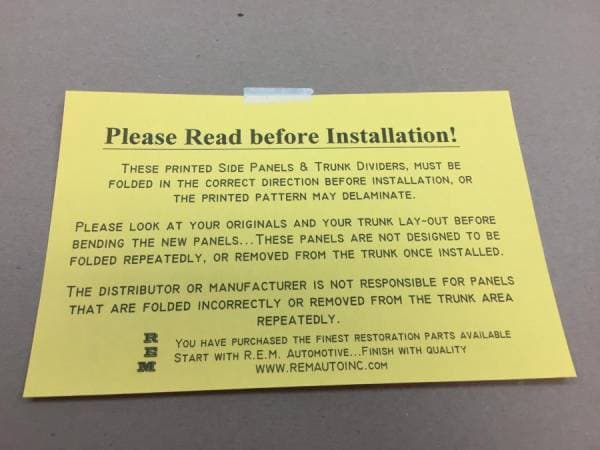 Please Read before Installation!
These printed Side Panels & Trunk Dividers, must be
folded in the correct direction before installation, or
the printed pattern may delaminate.
Please look at your originals and your trunk lay-out before
bending the new panels...These panels are not designed to be
folded repeatedly, or removed from the trunk once installed.
The distributor or manufacturer is not responsible for panels
that are folded incorrectly or removed from the trunk area
repeatedly.
R
E
M
You have purchased the finest restoration parts available
Start with R.E.M. Automotive...Finish with quality
www.remautoinc.com